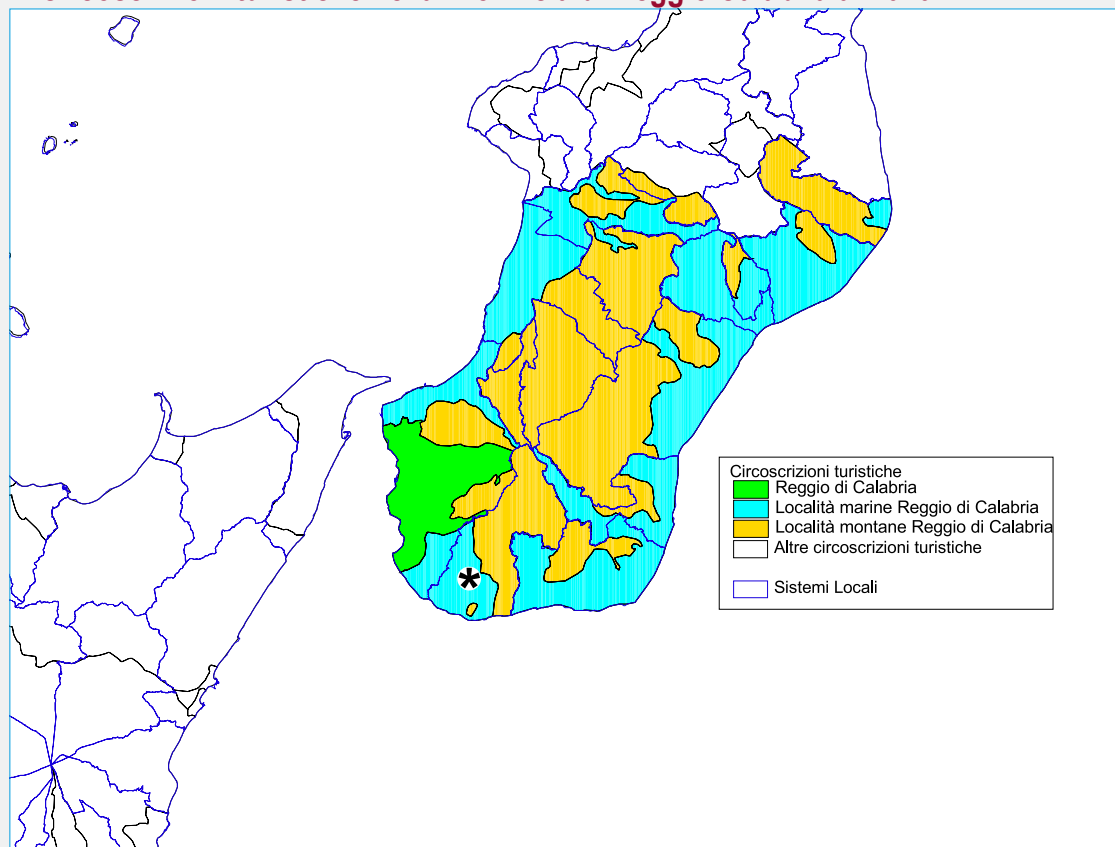 Circoscrizioni turistiche
Reggio di Calabria
Località marine Reggio di Calabria
Località montane Reggio di Calabria
Altre circoscrizioni turistiche
Sistemi Locali
*